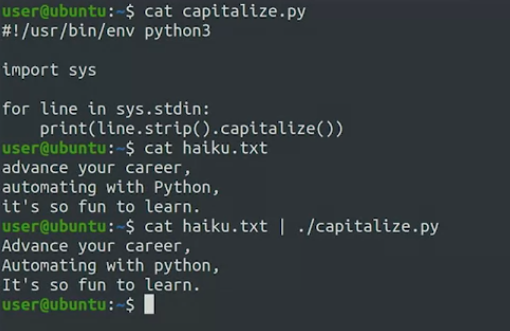 user@ubuntu:~$ cat capitalize.py
#!/usr/bin/env python3

import sys

for line in sys.stdin:
    print(line.strip().capitalize())
user@ubuntu:~$ cat haiku.txt
advance your career,
automating with Python,
it's so fun to learn.
user@ubuntu:~$ cat haiku.txt | ./capitalize.py
Advance your career,
Automating with python,
It's so fun to learn.
user@ubuntu:~$